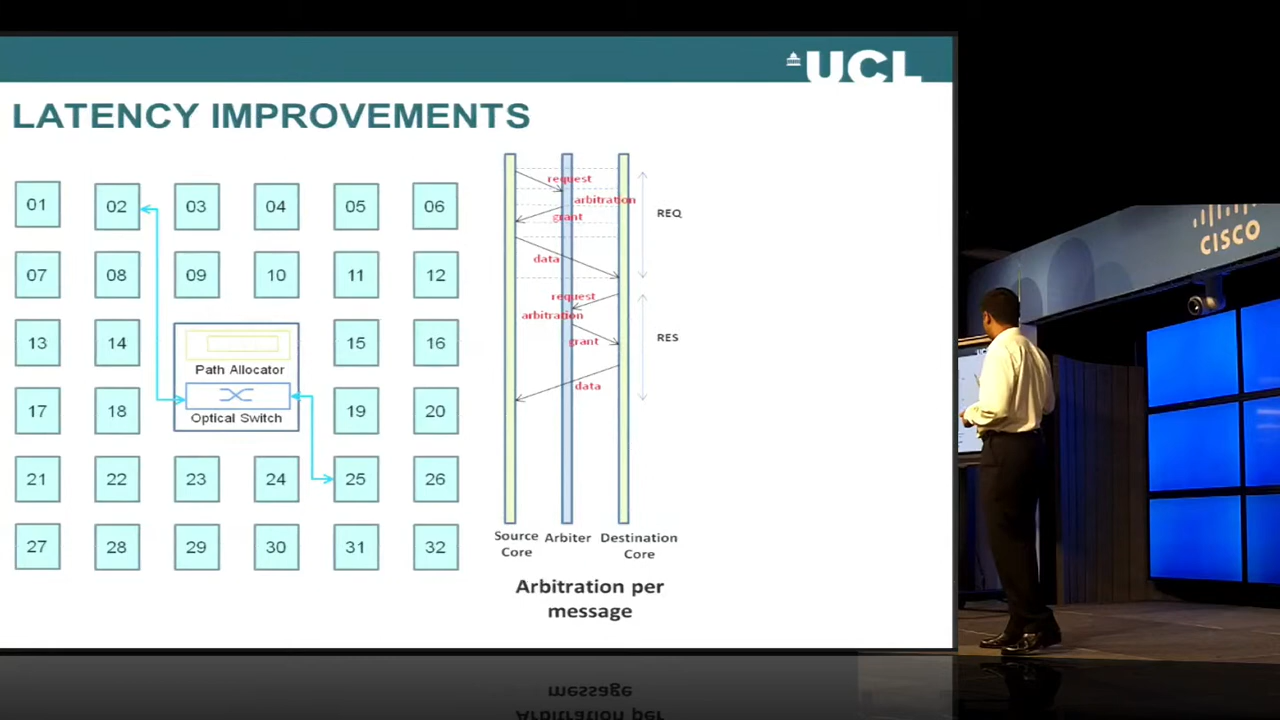 UCL
LATENCY IMPROVEMENTS
01 02 03 04 05 06
07 08 09 10 11 12
13 14 15 16
Path Allocator
17 18 19 20
Optical Switch
21 22 23 24 25 26
27 28 29 30 31 32
request
arbitration
grant
REQ
data
request
arbitration
RES
grant
data
Source Core
Arbiter
Destination Core
Arbitration per
message
CISCO